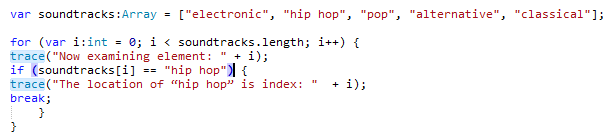 var soundtracks:Array = ["electronic", "hip hop", "pop", "alternative", "classical"];
for (var i:int = 0; i < soundtracks.length; i++) {
trace("Now examining element: " + i);
if (soundtracks[i] == "hip hop") {
trace("The location of “hip hop” is index: "  + i);
break;
}
}